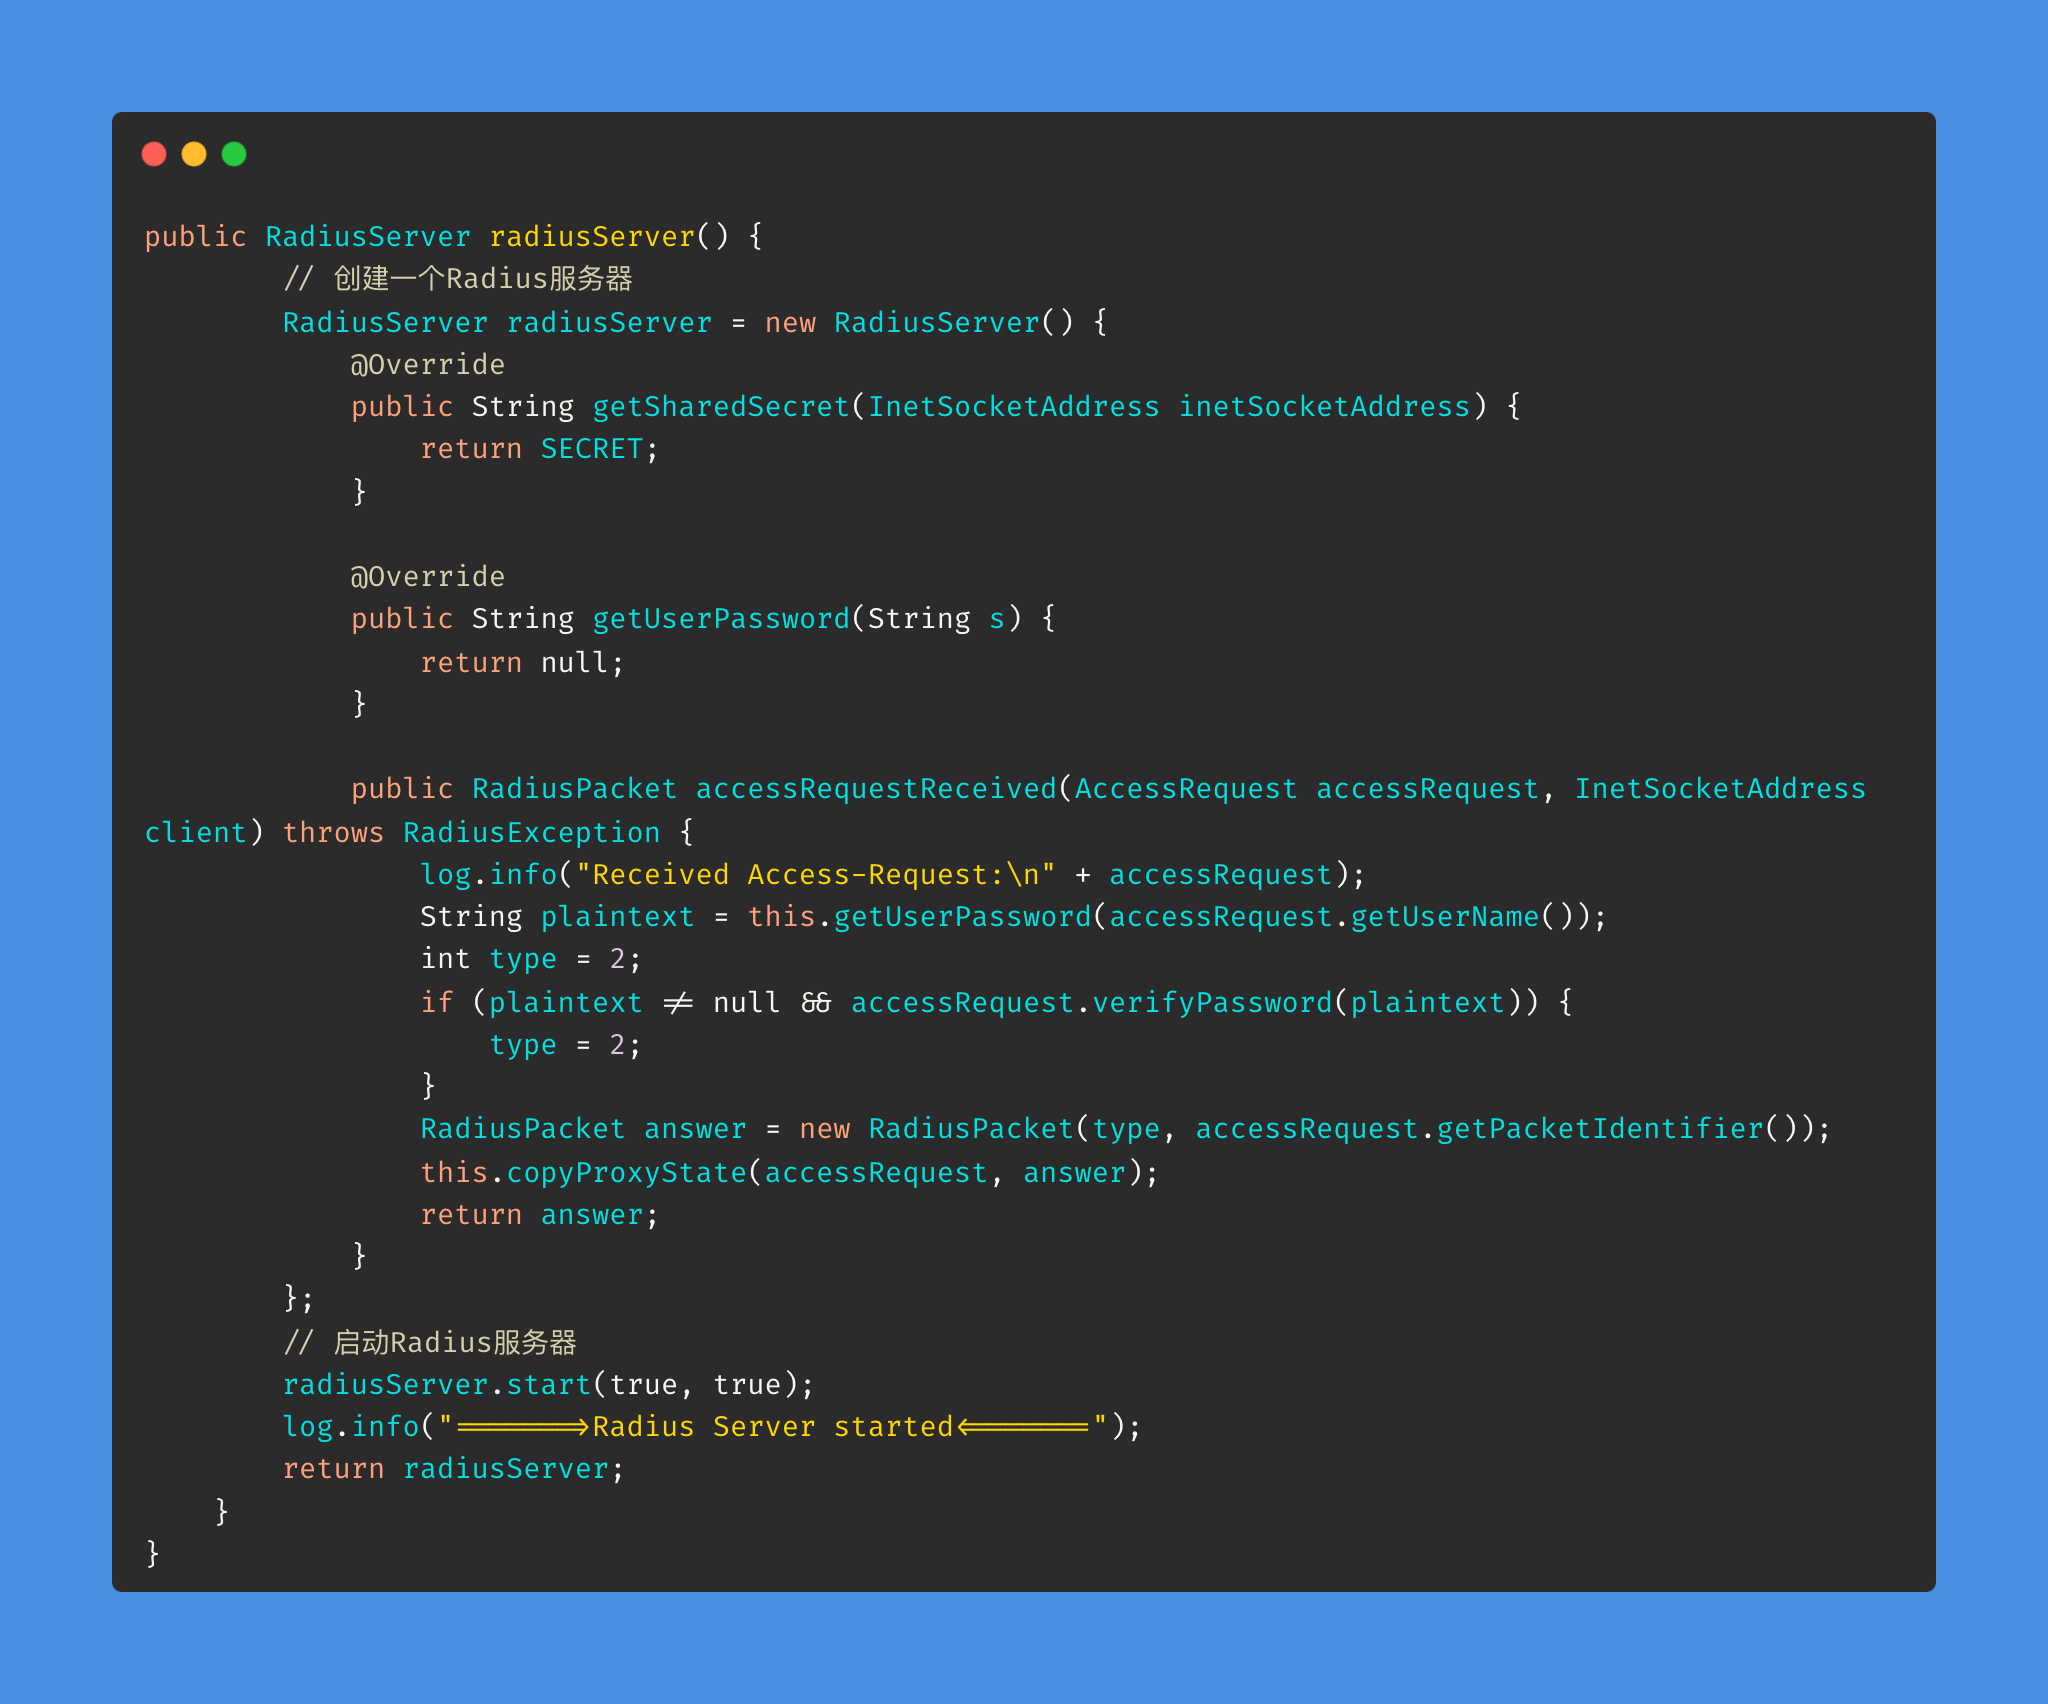 public RadiusServer radiusServer() {
        // 创建一个Radius服务器
        RadiusServer radiusServer = new RadiusServer() {
            @Override
            public String getSharedSecret(InetSocketAddress inetSocketAddress) {
                return SECRET;
            }

            @Override
            public String getUserPassword(String s) {
                return null;
            }

            public RadiusPacket accessRequestReceived(AccessRequest accessRequest, InetSocketAddress
client) throws RadiusException {
                log.info("Received Access-Request:\n" + accessRequest);
                String plaintext = this.getUserPassword(accessRequest.getUserName());
                int type = 2;
                if (plaintext != null && accessRequest.verifyPassword(plaintext)) {
                    type = 2;
                }
                RadiusPacket answer = new RadiusPacket(type, accessRequest.getPacketIdentifier());
                this.copyProxyState(accessRequest, answer);
                return answer;
            }
        };
        // 启动Radius服务器
        radiusServer.start(true, true);
        log.info("=======>Radius Server started<=======");
        return radiusServer;
    }
}